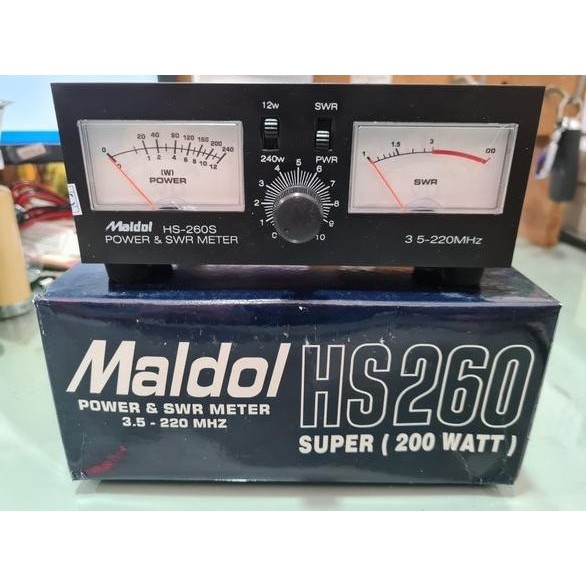 12w
SWR
20 40 80 120 160 200 240
0
0 1 2 4 6 8 10 12
(W)
POWER
240w
PWR
0 1 2 3 4 5 6 7 8 9 10
1 1.5 3 ∞
SWR
Maldol HS-260S
POWER & SWR METER
3 5-220MHz
Maldol
POWER & SWR METER
3.5 - 220 MHZ
HS260
SUPER ( 200 WATT )